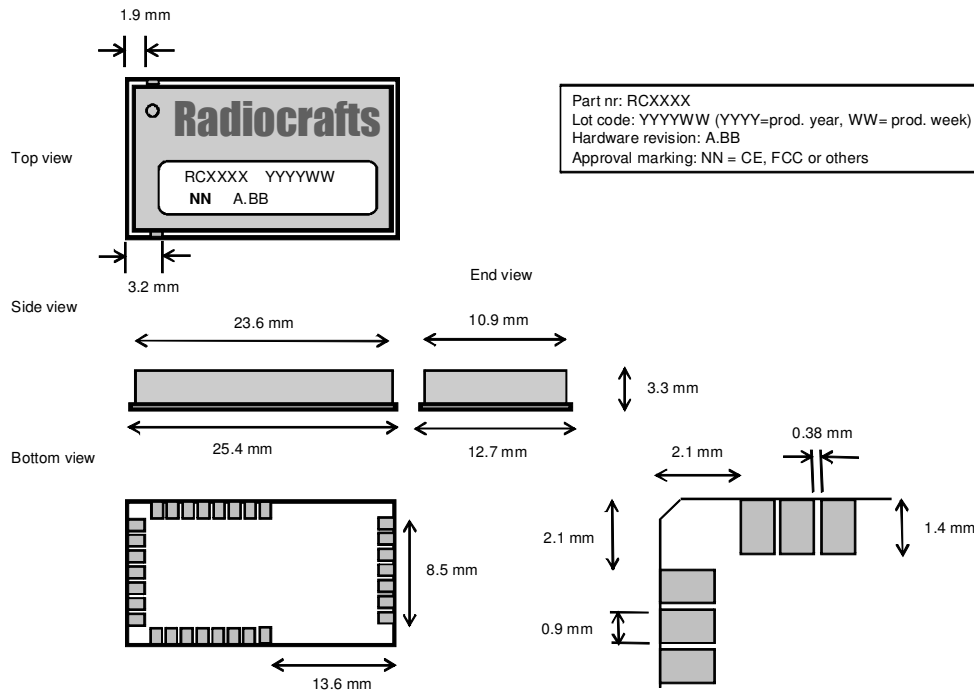 1.9 mm
Radiocrafts
Part nr: RCXXXX
Lot code: YYYYWW (YYYY=prod. year, WW= prod. week)
Hardware revision: A.BB
Approval marking: NN = CE, FCC or others
Top view
RCXXXX YYYYWW
NN A.BB
3.2 mm
End view
Side view
23.6 mm
10.9 mm
3.3 mm
25.4 mm
12.7 mm
0.38 mm
Bottom view
2.1 mm
2.1 mm
1.4 mm
8.5 mm
0.9 mm
13.6 mm